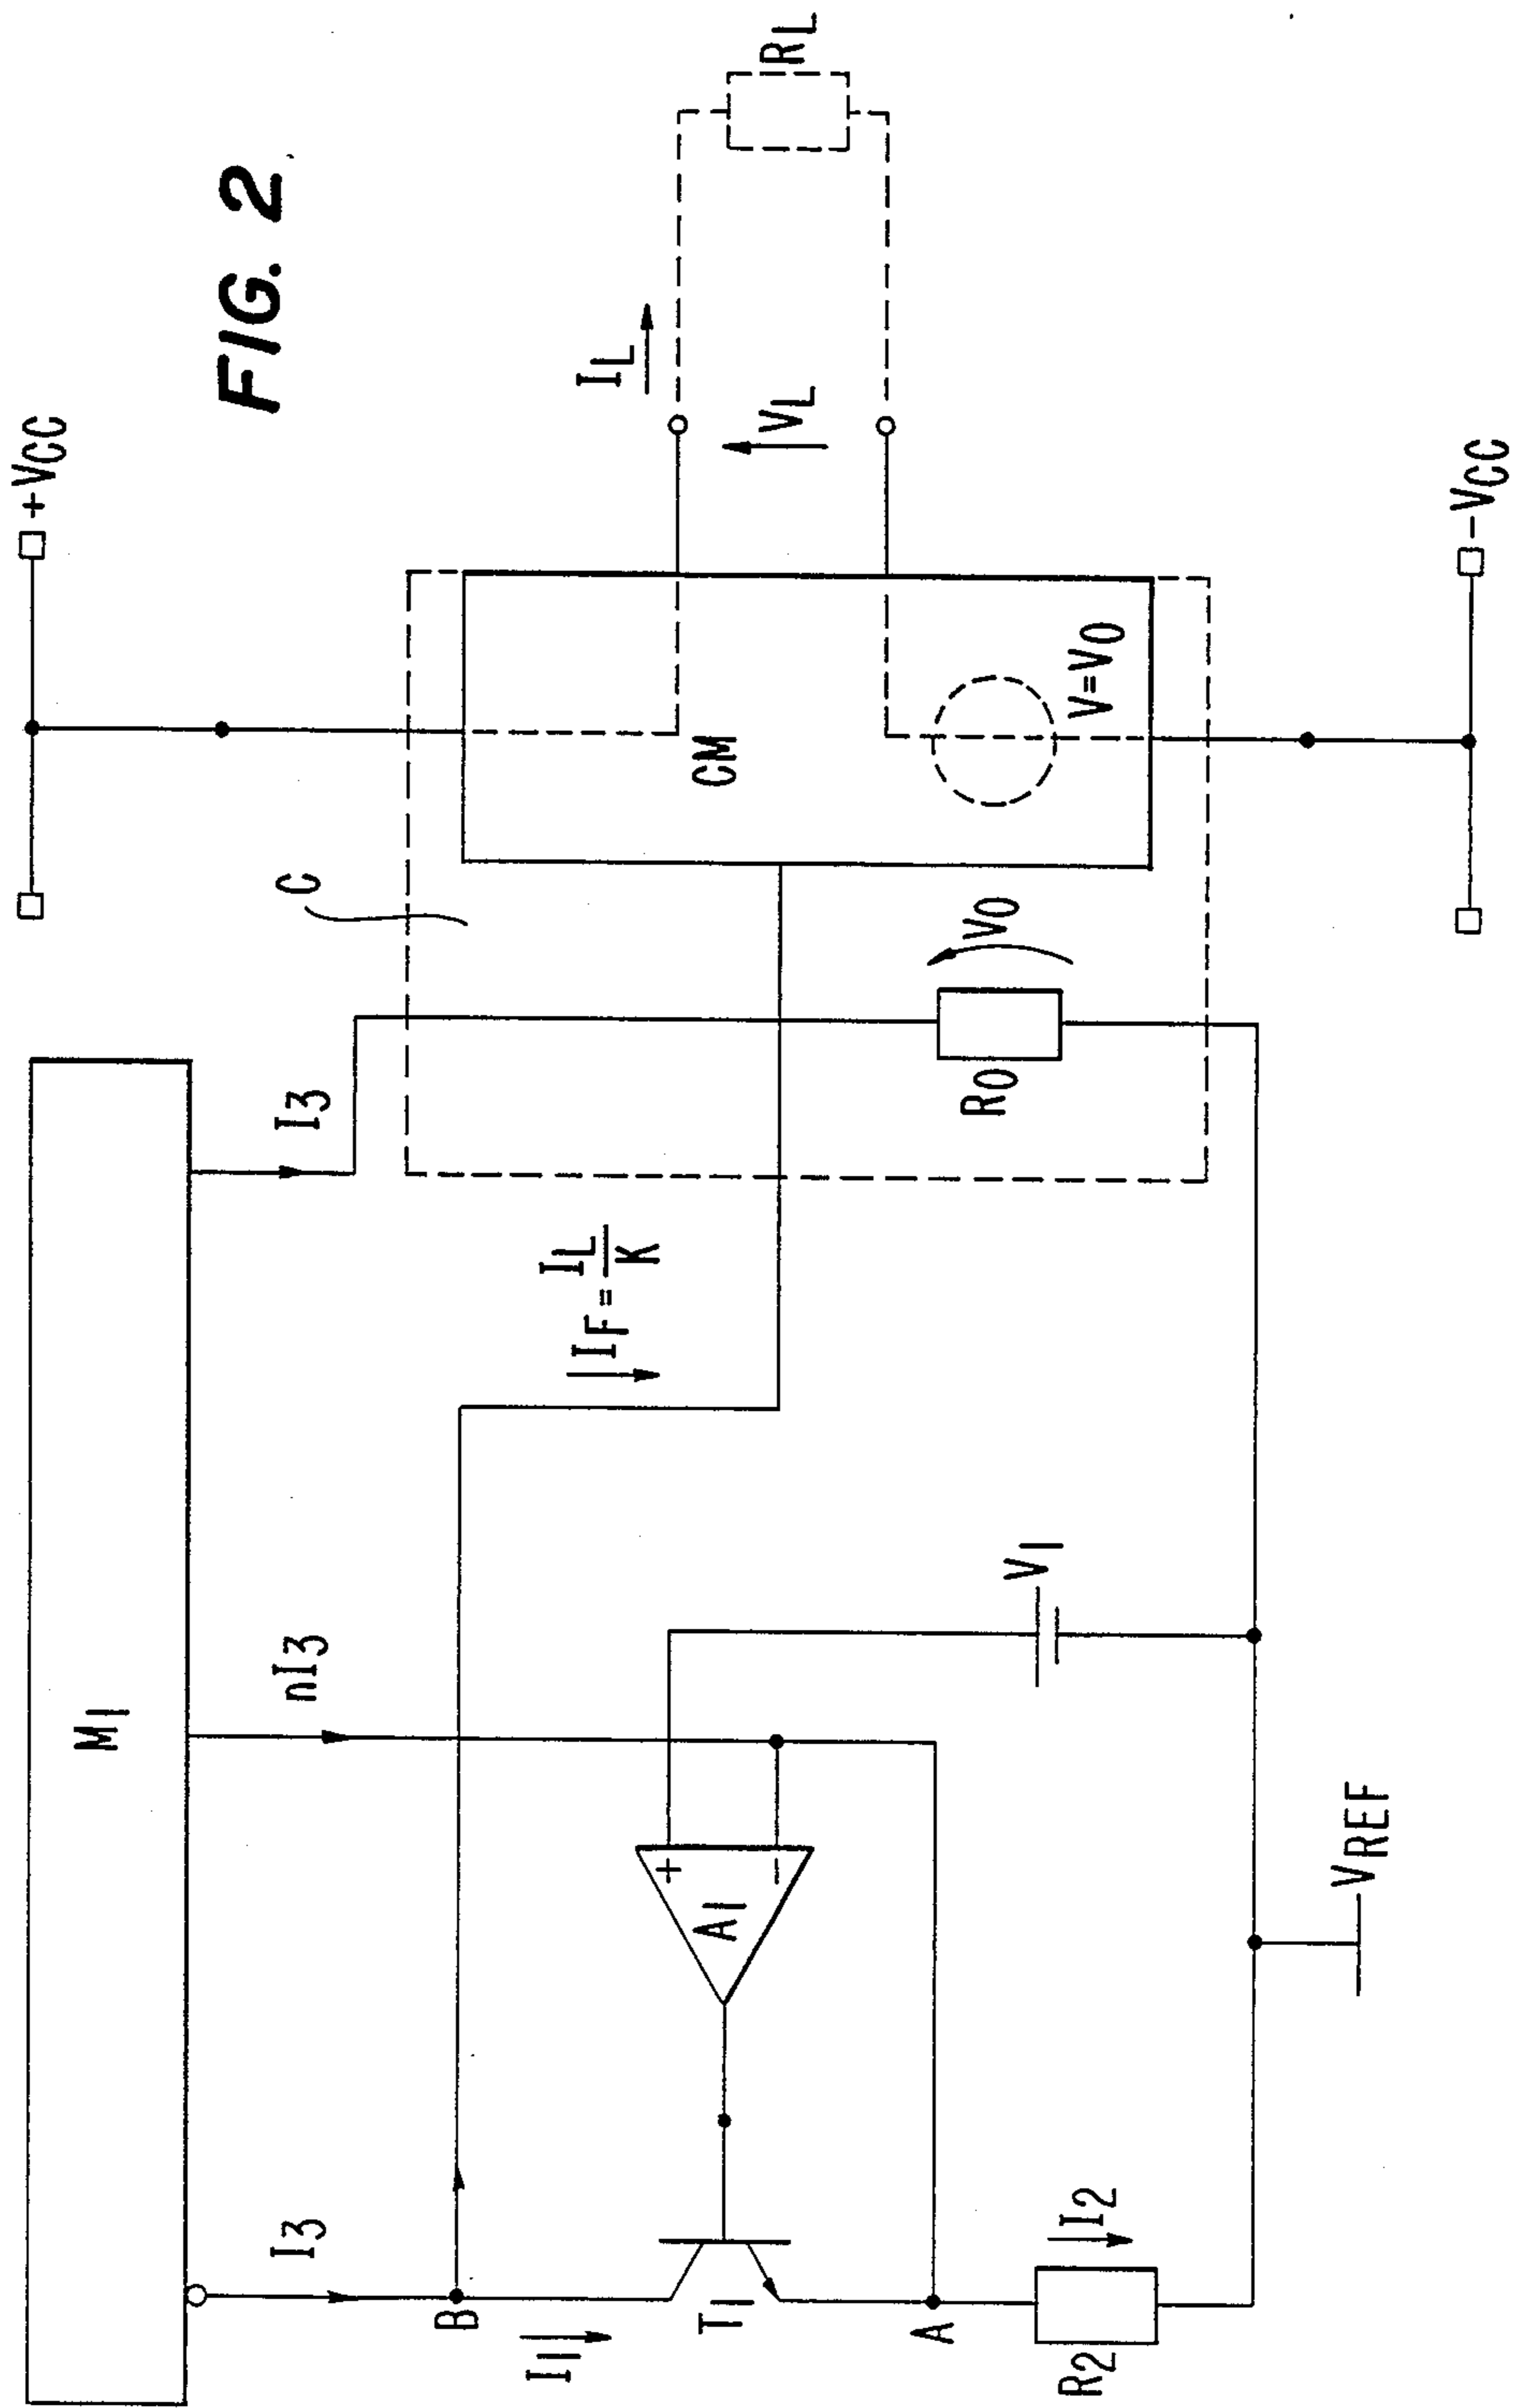 FIG. 2
+VCC
-VCC
M1
I3
nI3
I3
B
I1
T1
A
R2
I2
A1
+
-
V1
VREF
IF = IL/K
C
CM
R0
V0
V=V0
IL
VL
RL